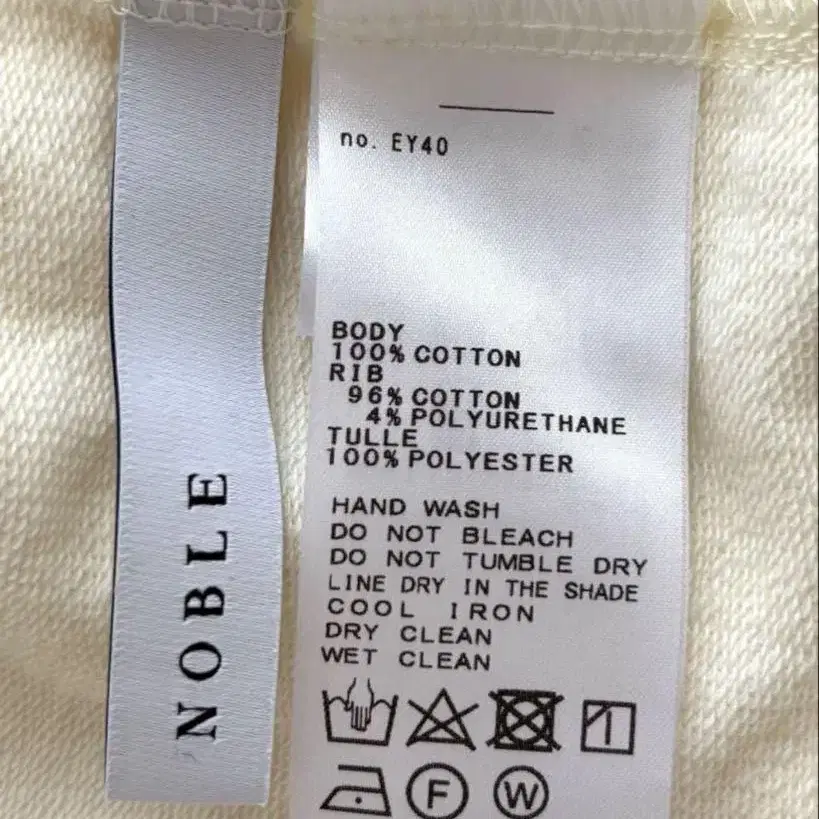 NOBLE
no. EY40
BODY
100% COTTON
RIB
96% COTTON
4% POLYURETHANE
TULLE
100% POLYESTER
HAND WASH
DO NOT BLEACH
DO NOT TUMBLE DRY
LINE DRY IN THE SHADE
COOL IRON
DRY CLEAN
WET CLEAN
F W